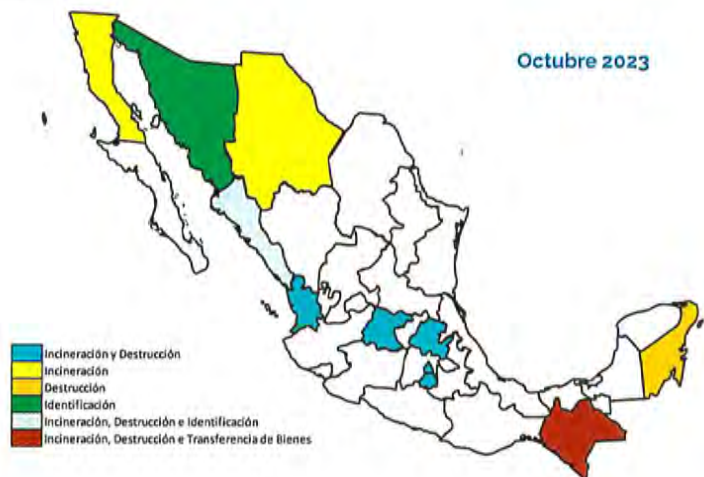 Octubre 2023
Incineración y Destrucción
Incineración
Destrucción
Identificación
Incineración, Destrucción e Identificación
Incineración, Destrucción e Transferencia de Bienes